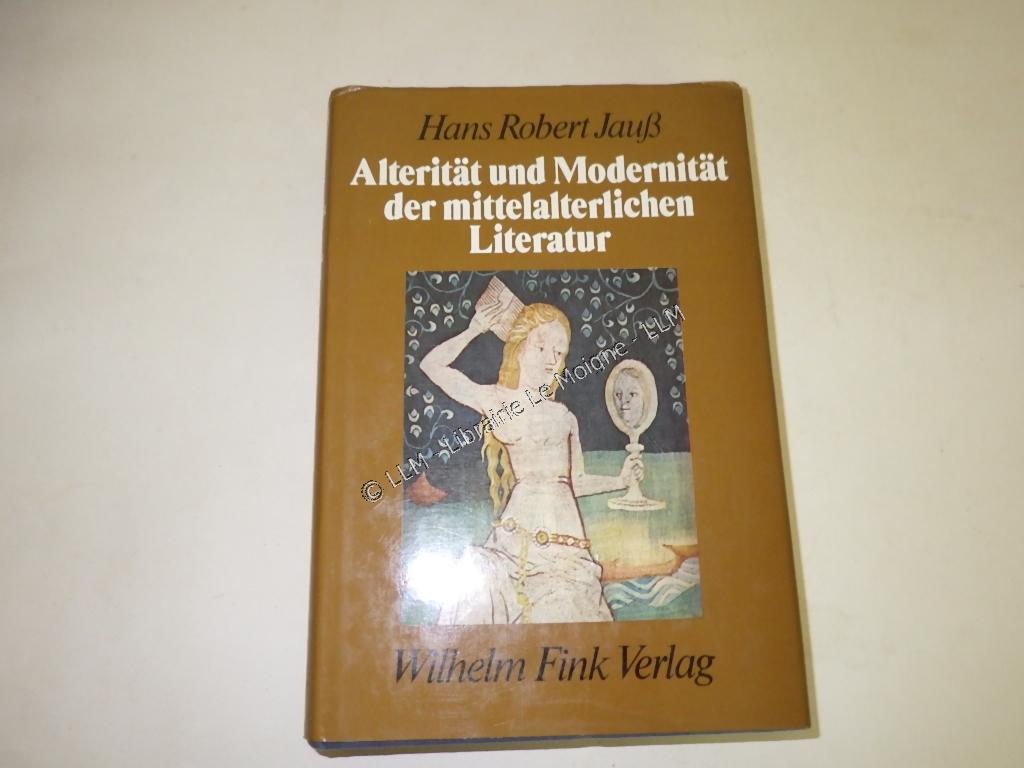 Hans Robert Jauß
Alterität und Modernität
der mittelalterlichen
Literatur
© LLM - Librairie Le Moigne - LLM
Wilhelm Fink Verlag